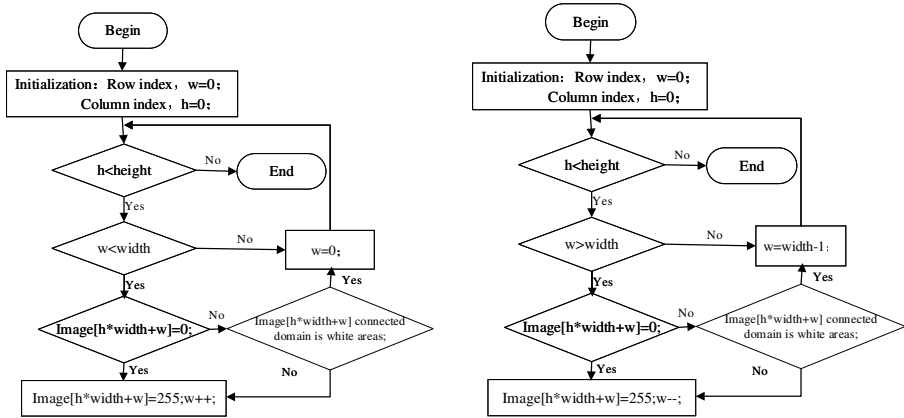 Begin
Initialization：Row index，w=0；
Column index，h=0；
h<height
No
End
Yes
w<width
No
w=0；
Yes
Yes
Image[h*width+w]=0;
No
Image[h*width+w] connected
domain is white areas;
Yes
No
Image[h*width+w]=255;w++;
Begin
Initialization：Row index，w=0；
Column index，h=0；
h<height
No
End
Yes
w>width
No
w=width-1；
Yes
Yes
Image[h*width+w]=0;
No
Image[h*width+w] connected
domain is white areas;
Yes
No
Image[h*width+w]=255;w--;